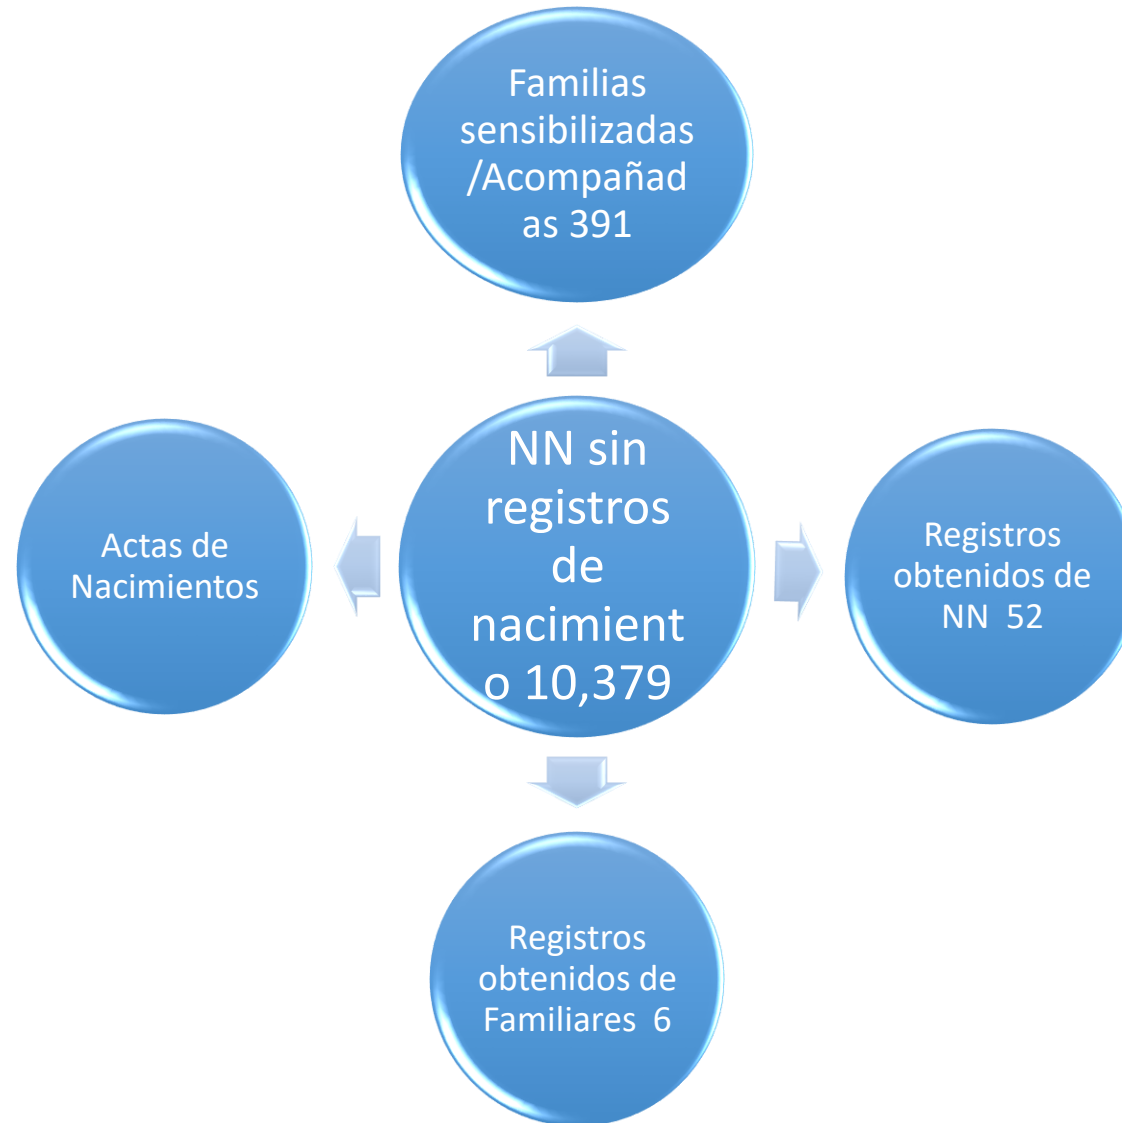 Familias
sensibilizadas
/Acompañad
as 391
NN sin
registros
de
nacimient
o 10,379
Actas de
Nacimientos
Registros
obtenidos de
NN  52
Registros
obtenidos de
Familiares  6